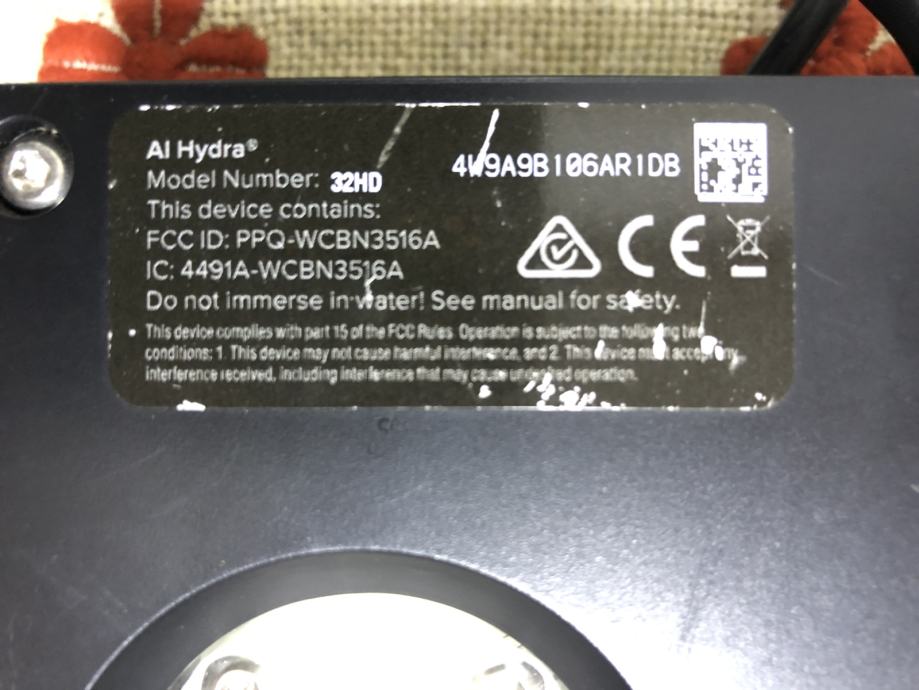 AI Hydra®
Model Number: 32HD
4W9A9B106AR1DB
This device contains:
FCC ID: PPQ-WCBN3516A
IC: 4491A-WCBN3516A
CE
Do not immerse in water! See manual for safety.
• This device complies with part 15 of the FCC Rules. Operation is subject to the following two
conditions: 1. This device may not cause harmful interference, and 2. This device must accept any
interference received, including interference that may cause undesired operation.